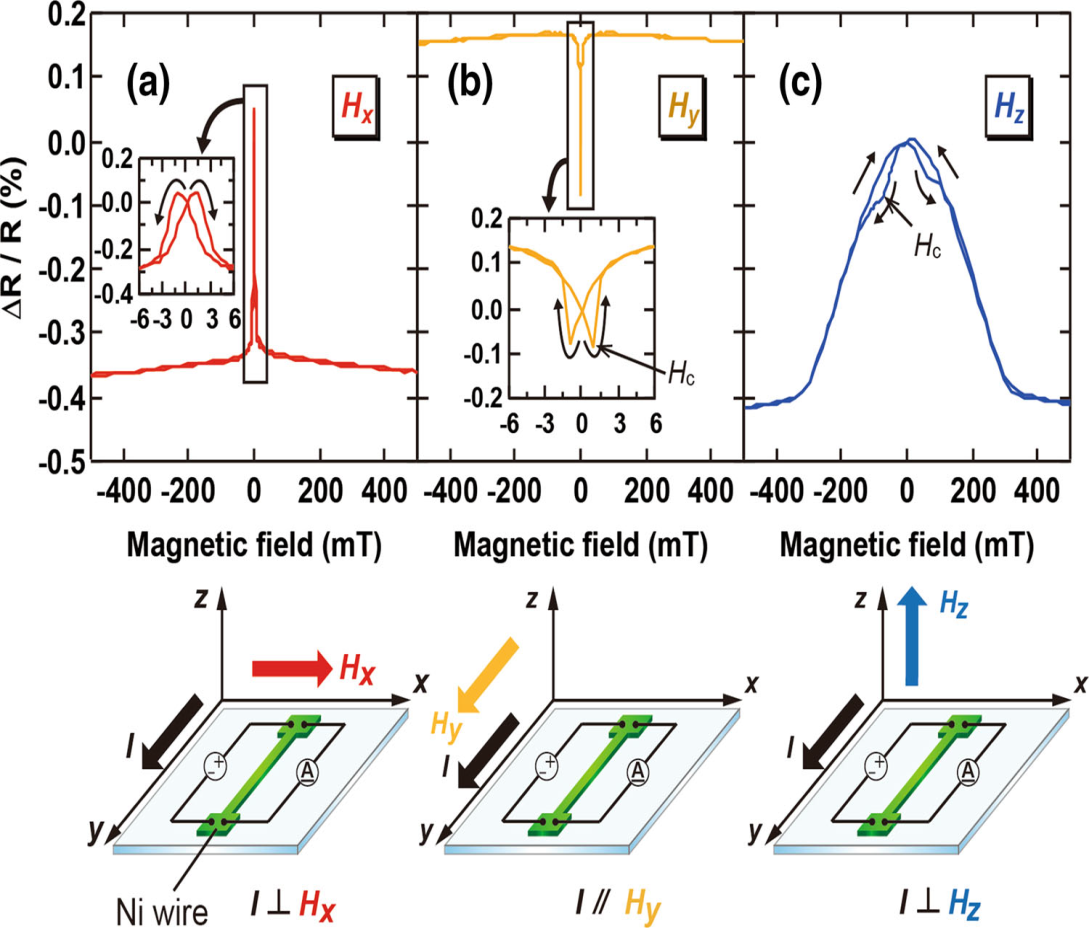 ΔR / R (%)
0.2
0.1
0.0
-0.1
-0.2
-0.3
-0.4
-0.5
(a)
Hx
0.2
0.0
-0.2
-0.4
-6 -3 0 3 6
-400 -200 0 200 400
Magnetic field (mT)
(b)
Hy
0.2
0.1
0.0
-0.1
-0.2
-6 -3 0 3 6
Hc
-400 -200 0 200 400
Magnetic field (mT)
(c)
Hz
Hc
-400 -200 0 200 400
Magnetic field (mT)
z
Hx
x
I
- +
A
y
Ni wire
I ⊥ Hx
z
x
Hy
I
- +
A
y
I // Hy
z
Hz
x
I
- +
A
y
I ⊥ Hz